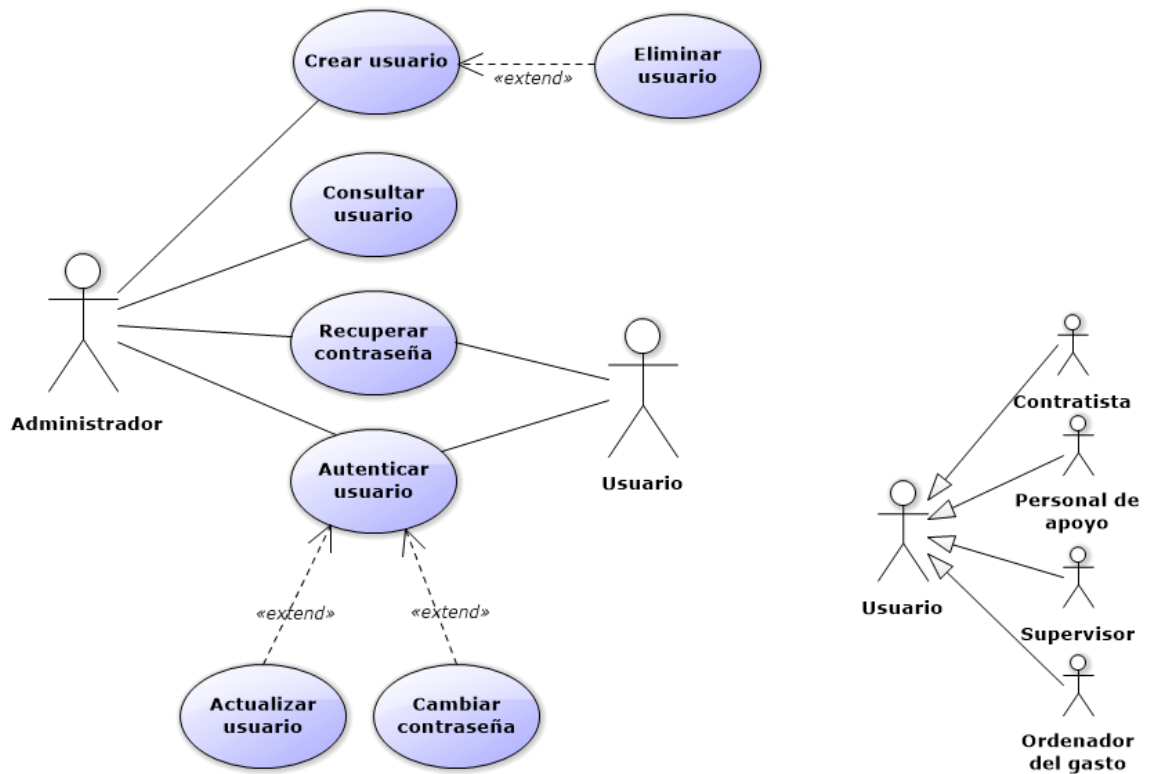 Crear usuario
«extend»
Eliminar
usuario
Consultar
usuario
Recuperar
contraseña
Administrador
Autenticar
usuario
Usuario
«extend»
«extend»
Actualizar
usuario
Cambiar
contraseña
Contratista
Personal de
apoyo
Usuario
Supervisor
Ordenador
del gasto